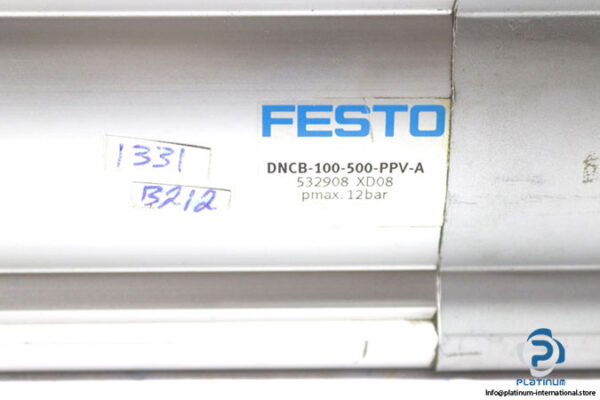 FESTO
DNCB-100-500-PPV-A
532908 XD08
pmax. 12bar
1331
B212
PLATINUM
Info@platinum-international.store